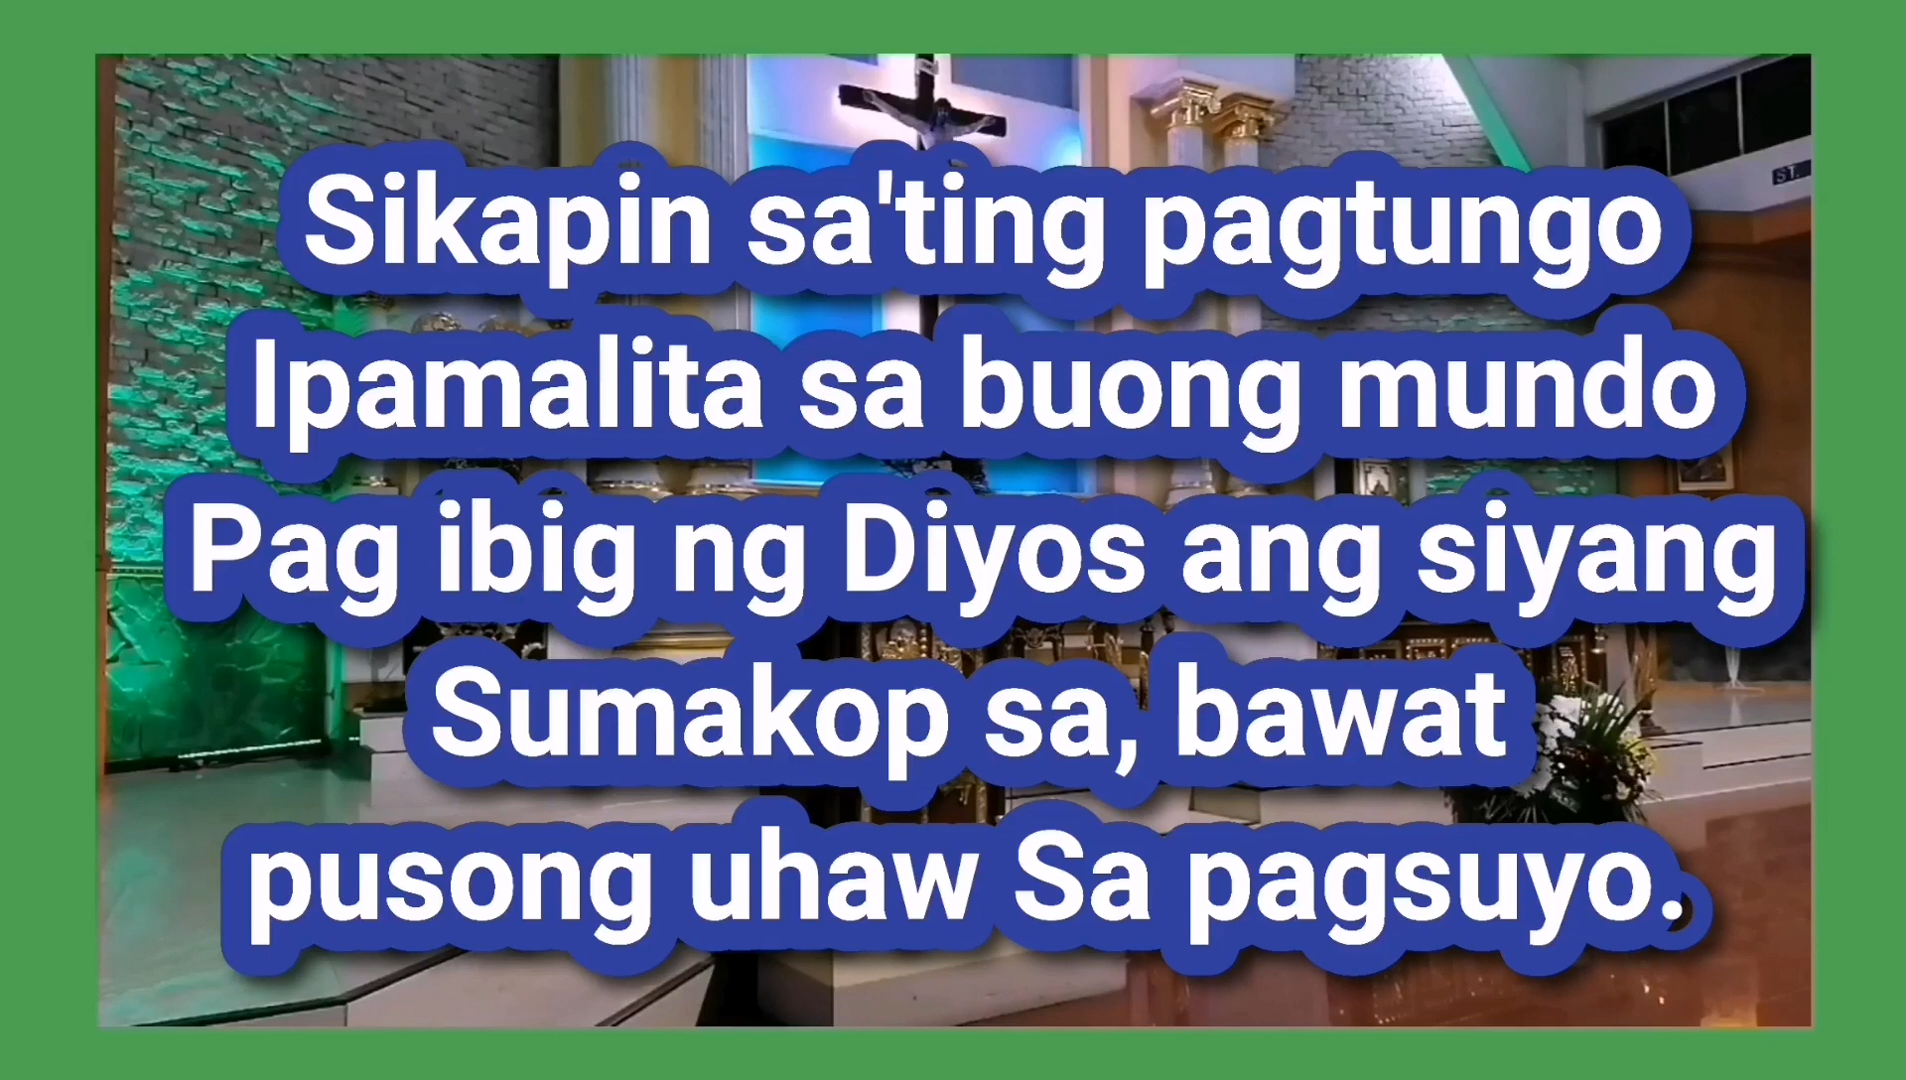 Sikapin sa'ting pagtungo
Ipamalita sa buong mundo
Pag ibig ng Diyos ang siyang
Sumakop sa, bawat
pusong uhaw Sa pagsuyo.
ST.